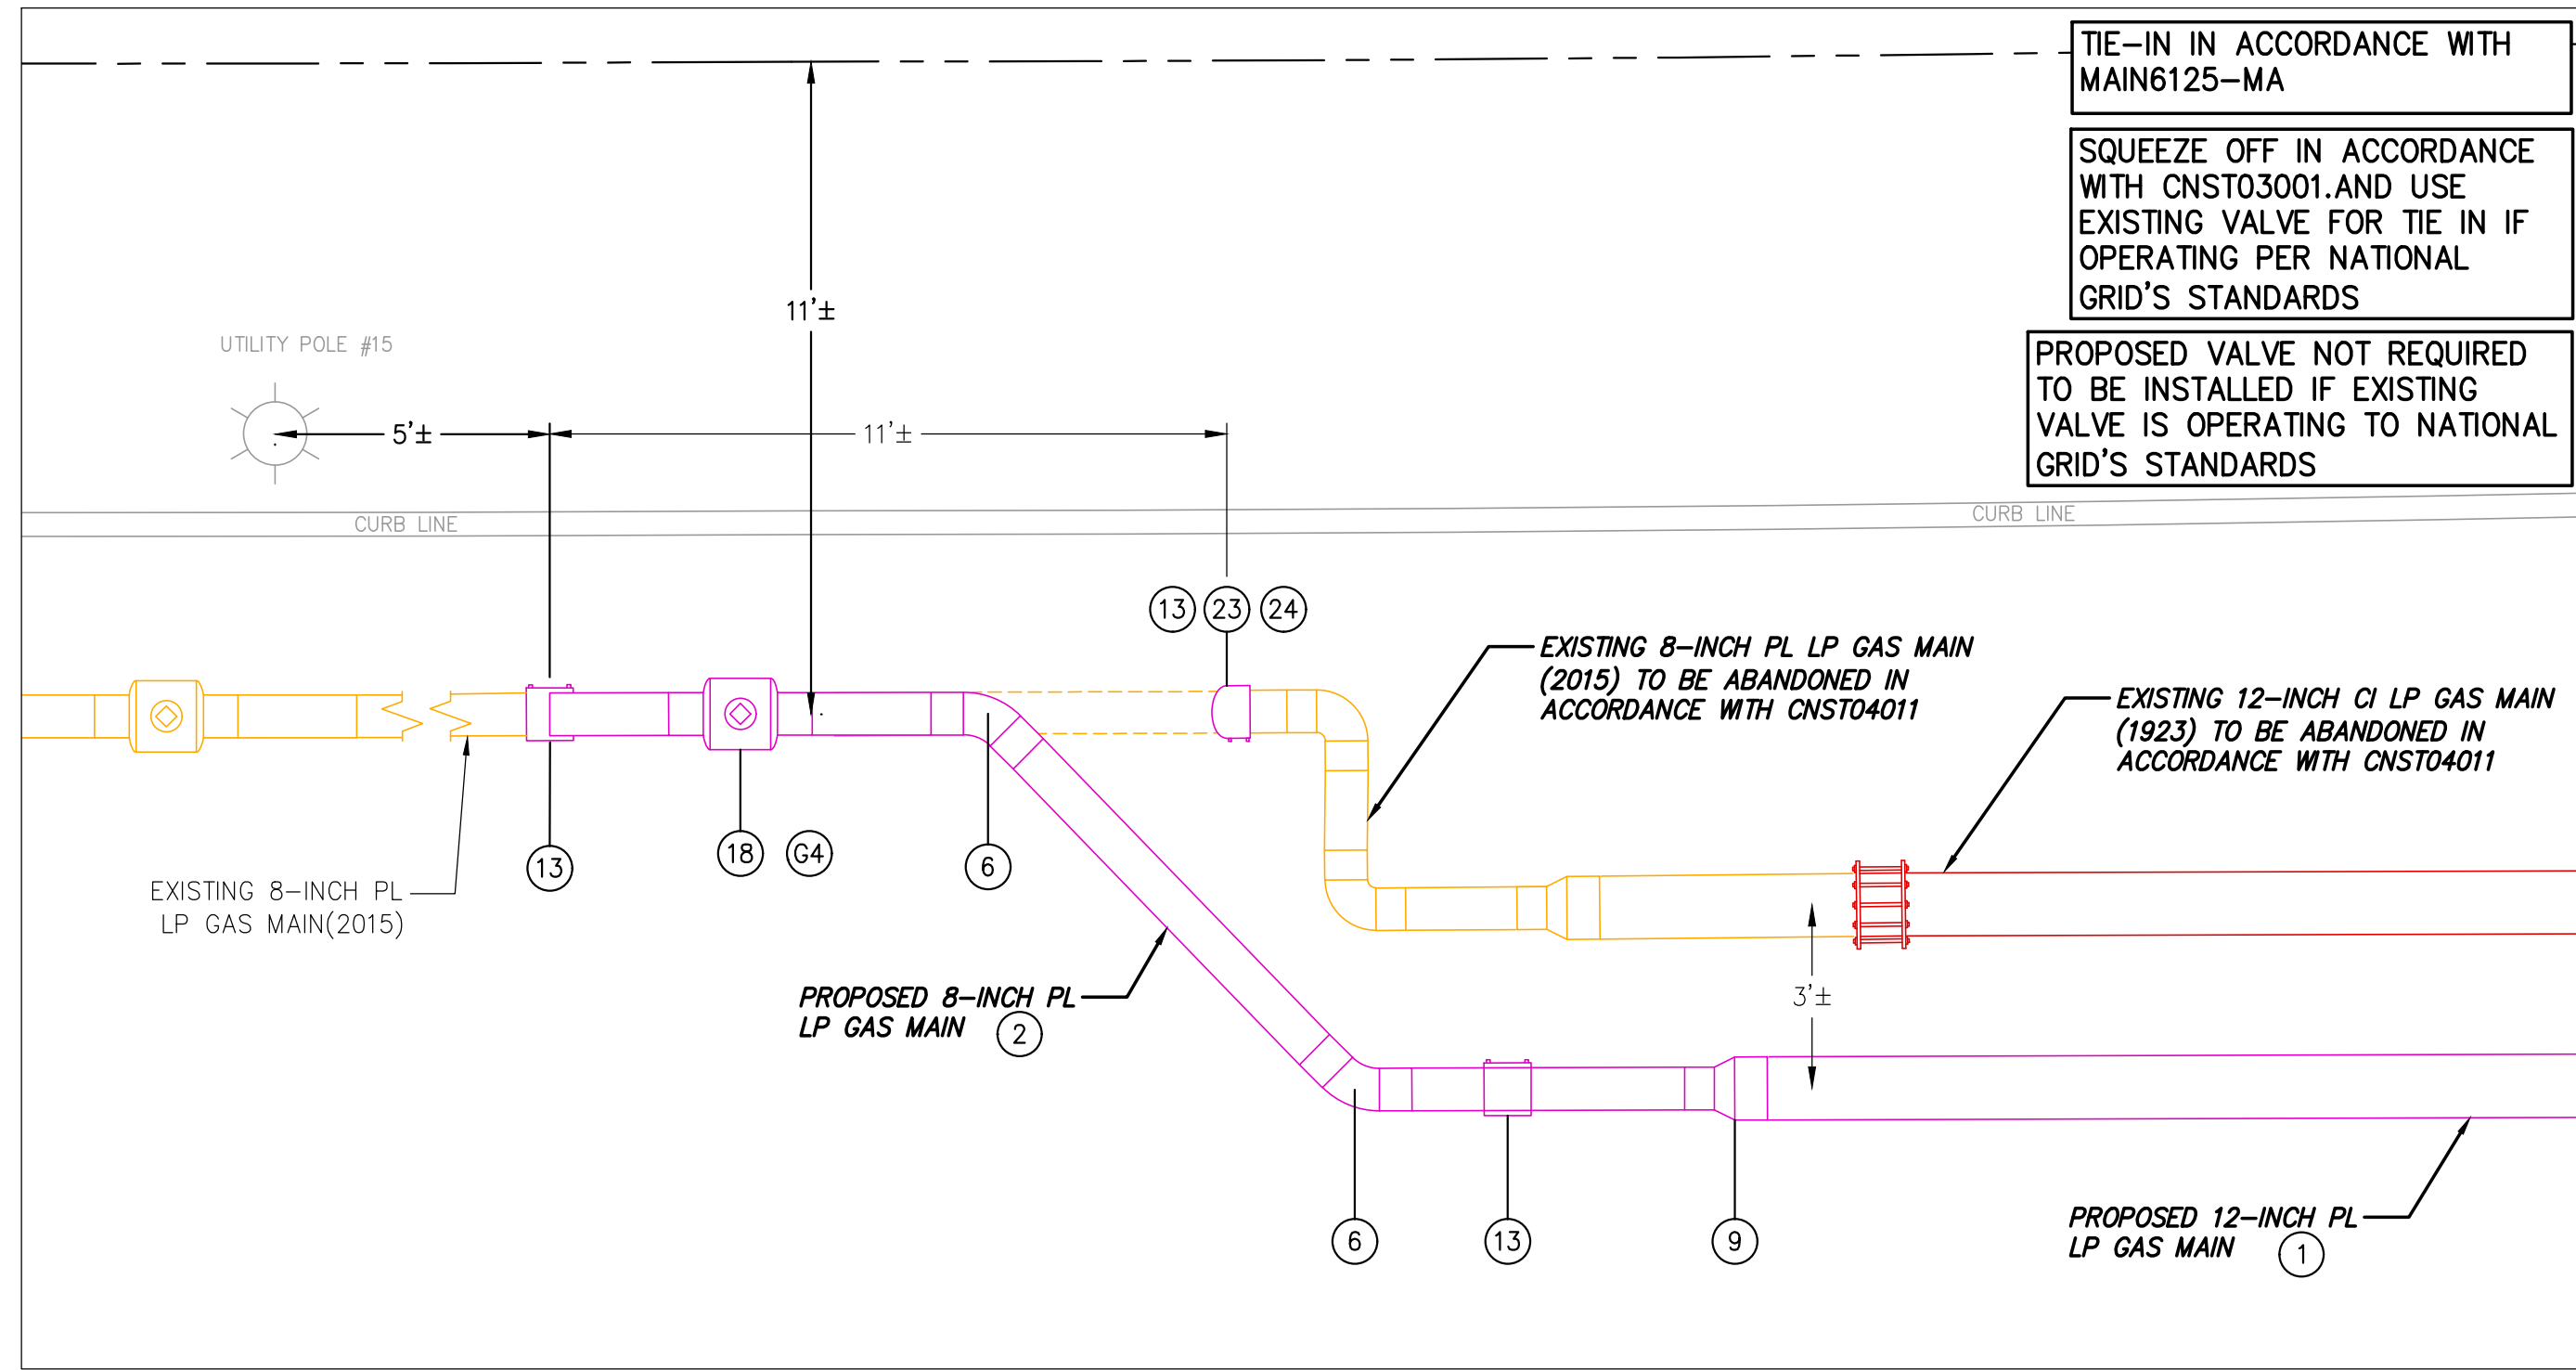 TIE-IN IN ACCORDANCE WITH
MAIN6125-MA
SQUEEZE OFF IN ACCORDANCE
WITH CNST03001.AND USE
EXISTING VALVE FOR TIE IN IF
OPERATING PER NATIONAL
GRID'S STANDARDS
PROPOSED VALVE NOT REQUIRED
TO BE INSTALLED IF EXISTING
VALVE IS OPERATING TO NATIONAL
GRID'S STANDARDS
11'±
UTILITY POLE #15
5'±
11'±
CURB LINE
CURB LINE
13 23 24
EXISTING 8-INCH PL LP GAS MAIN
(2015) TO BE ABANDONED IN
ACCORDANCE WITH CNST04011
EXISTING 12-INCH CI LP GAS MAIN
(1923) TO BE ABANDONED IN
ACCORDANCE WITH CNST04011
13
18
G4
6
EXISTING 8-INCH PL
LP GAS MAIN(2015)
PROPOSED 8-INCH PL
LP GAS MAIN 2
3'±
6
13
9
PROPOSED 12-INCH PL
LP GAS MAIN 1